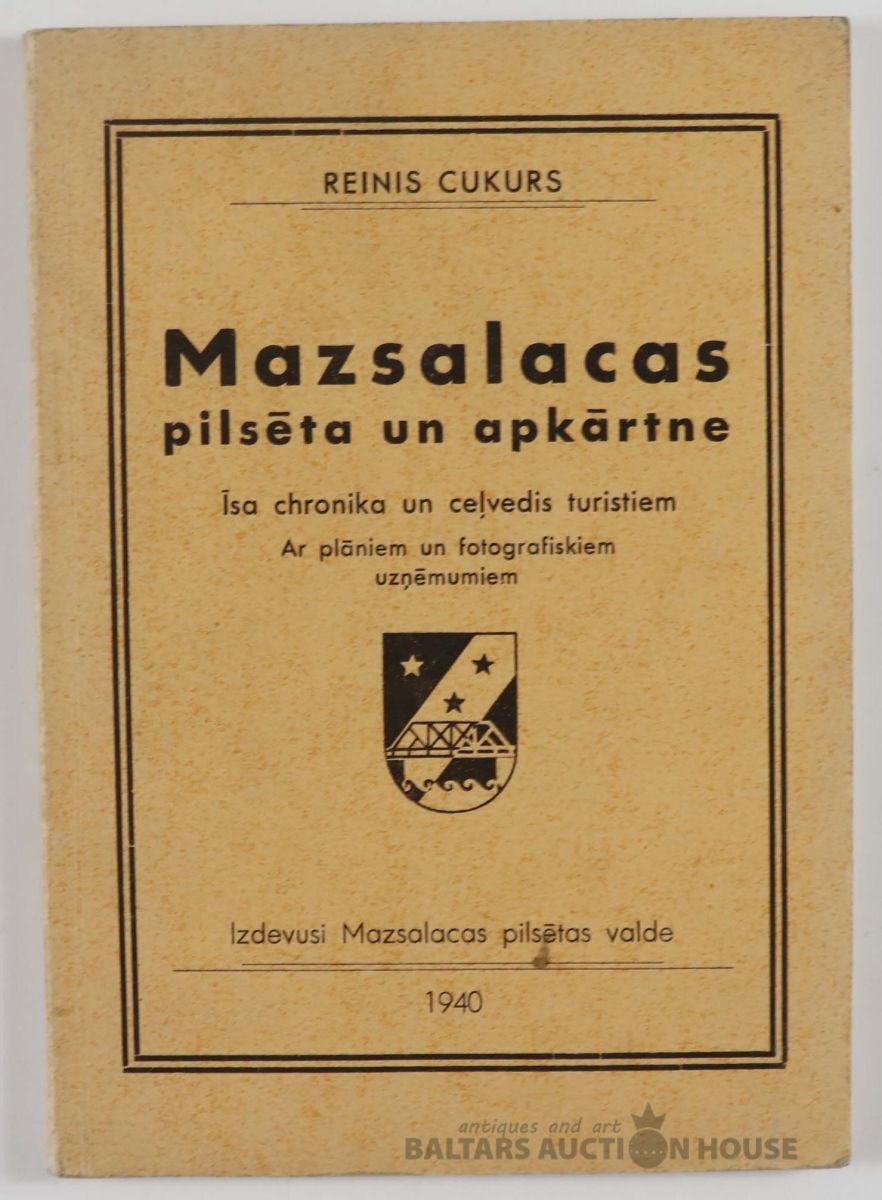 REINIS CUKURS
Mazsalacas
pilsēta un apkārtne
Īsa chronika un ceļvedis turistiem
Ar plāniem un fotografiskiem
uzņēmumiem
Izdevusi Mazsalacas pilsētas valde
1940
antiques and art
BALTARS AUCTION HOUSE